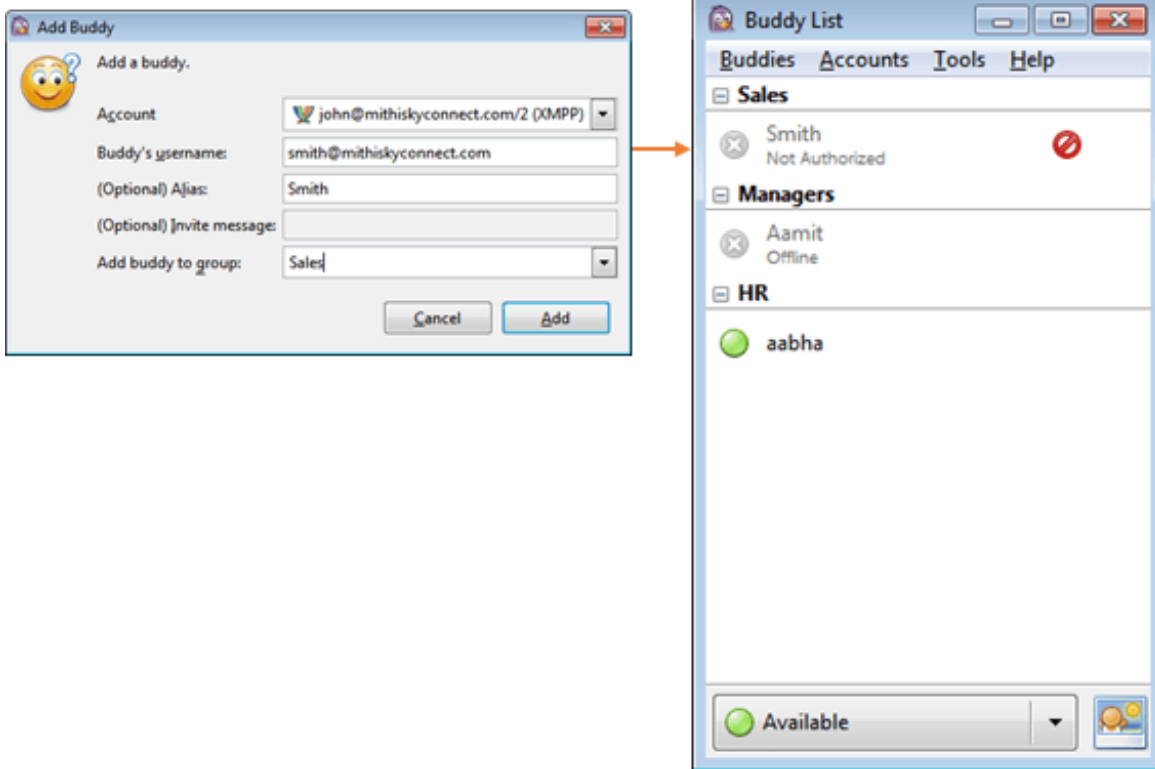 Add Buddy
Add a buddy.
Account john@mithiskyconnect.com/2 (XMPP)
Buddy's username: smith@mithiskyconnect.com
(Optional) Alias: Smith
(Optional) Invite message:
Add buddy to group: Sales
Cancel Add
Buddy List
Buddies Accounts Tools Help
Sales
Smith
Not Authorized
Managers
Aamit
Offline
HR
aabha
Available